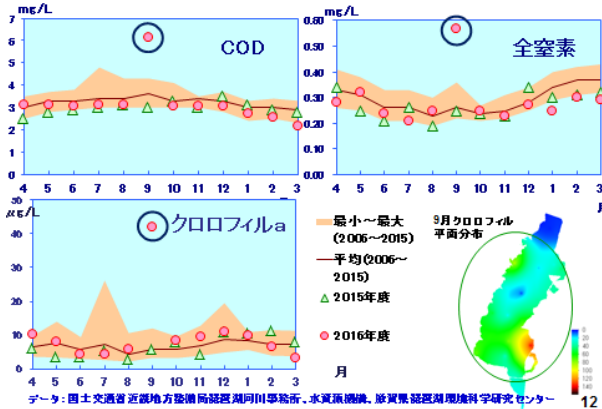 mg/L
COD
7
6
5
4
3
2
1
0
4 5 6 7 8 9 10 11 12 1 2 3
mg/L
全窒素
0.60
0.40
0.30
0.20
0.10
0.00
4 5 6 7 8 9 10 11 12 1 2 3
月
μg/L
クロロフィルa
50
40
30
20
10
0
4 5 6 7 8 9 10 11 12 1 2 3
月
最小～最大
(2006～2015)
平均(2006～
2015)
2015年度
2016年度
9月クロロフィル
平面分布
0
20
40
60
80
100
120
140
データ：国土交通省近畿地方整備局琵琶湖河川事務所、水資源機構、滋賀県琵琶湖環境科学研究センター
12